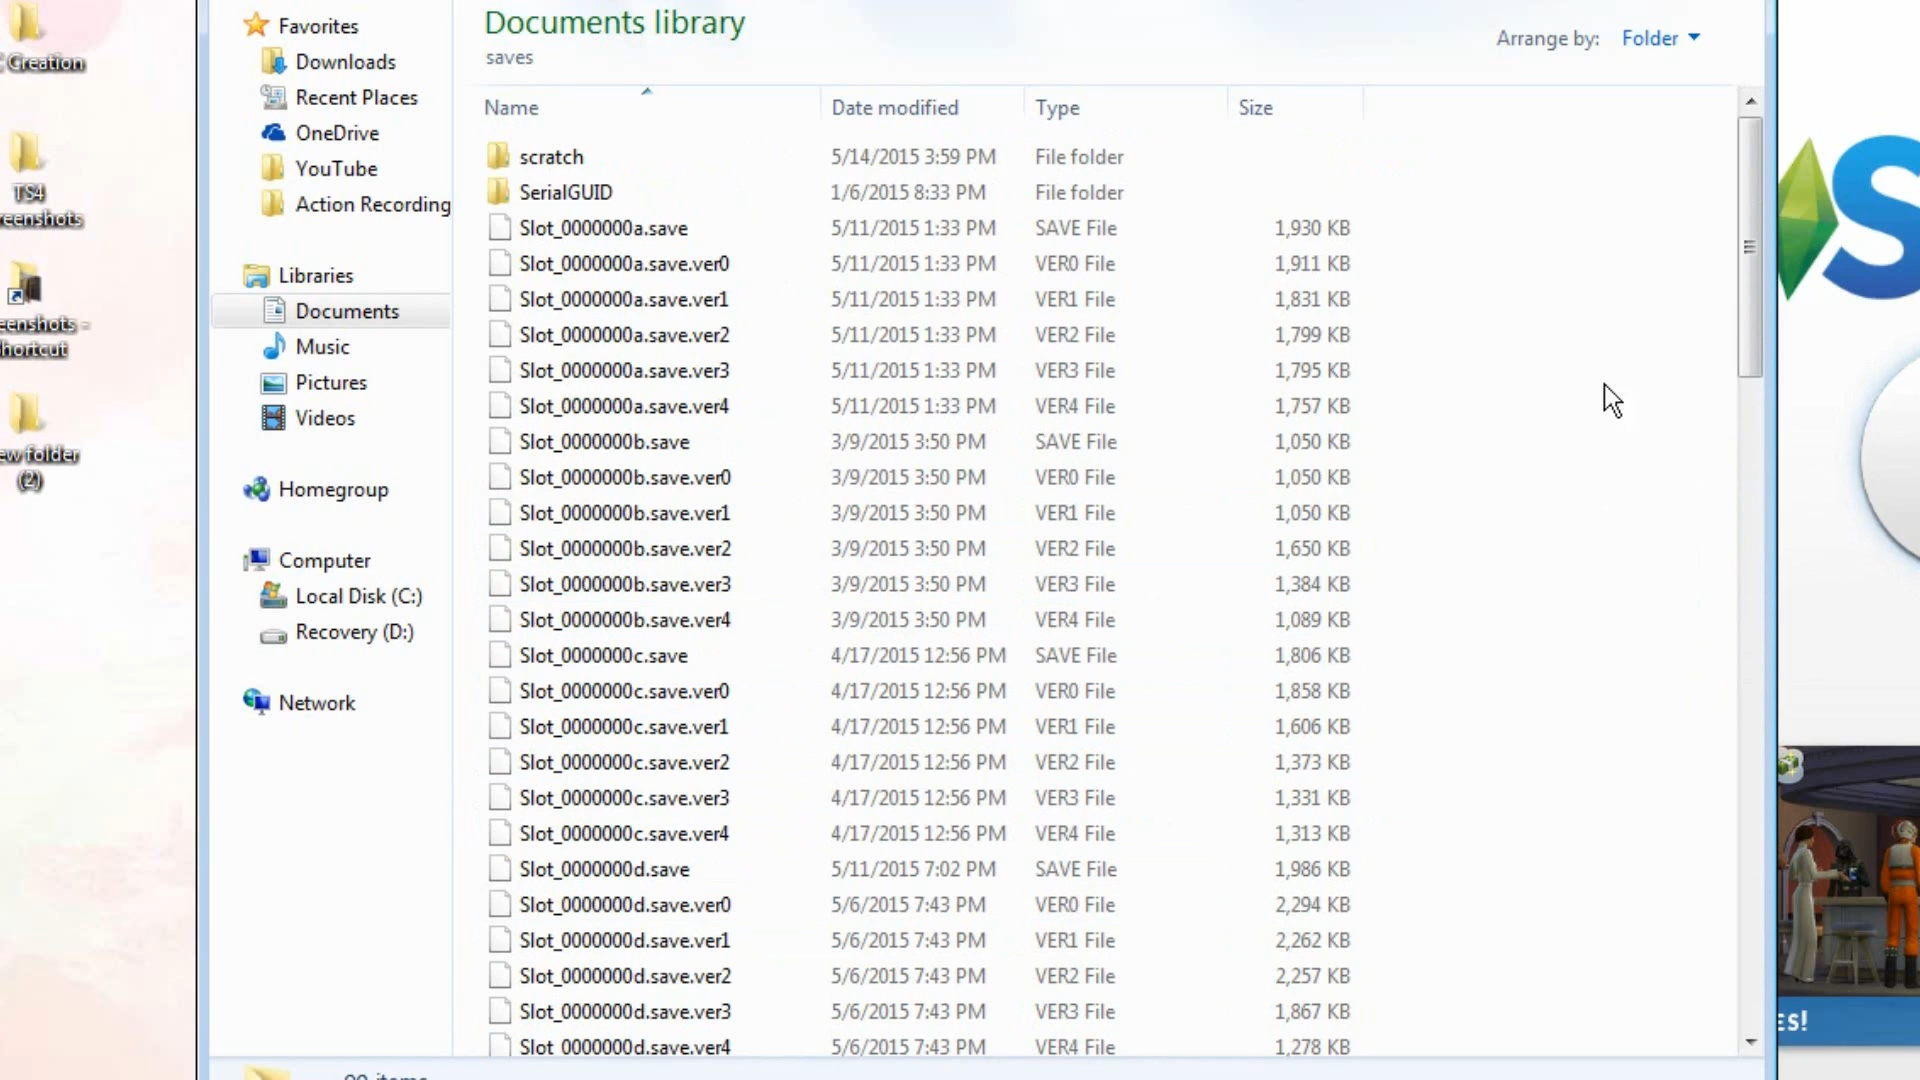 Creation
TS4
eenshots
eenshots -
hortcut
ew folder
(2)
Favorites
Downloads
Recent Places
OneDrive
YouTube
Action Recording
Libraries
Documents
Music
Pictures
Videos
Homegroup
Computer
Local Disk (C:)
Recovery (D:)
Network
Documents library
saves
Arrange by: Folder
Name Date modified Type Size
scratch 5/14/2015 3:59 PM File folder
SerialGUID 1/6/2015 8:33 PM File folder
Slot_0000000a.save 5/11/2015 1:33 PM SAVE File 1,930 KB
Slot_0000000a.save.ver0 5/11/2015 1:33 PM VER0 File 1,911 KB
Slot_0000000a.save.ver1 5/11/2015 1:33 PM VER1 File 1,831 KB
Slot_0000000a.save.ver2 5/11/2015 1:33 PM VER2 File 1,799 KB
Slot_0000000a.save.ver3 5/11/2015 1:33 PM VER3 File 1,795 KB
Slot_0000000a.save.ver4 5/11/2015 1:33 PM VER4 File 1,757 KB
Slot_0000000b.save 3/9/2015 3:50 PM SAVE File 1,050 KB
Slot_0000000b.save.ver0 3/9/2015 3:50 PM VER0 File 1,050 KB
Slot_0000000b.save.ver1 3/9/2015 3:50 PM VER1 File 1,050 KB
Slot_0000000b.save.ver2 3/9/2015 3:50 PM VER2 File 1,650 KB
Slot_0000000b.save.ver3 3/9/2015 3:50 PM VER3 File 1,384 KB
Slot_0000000b.save.ver4 3/9/2015 3:50 PM VER4 File 1,089 KB
Slot_0000000c.save 4/17/2015 12:56 PM SAVE File 1,806 KB
Slot_0000000c.save.ver0 4/17/2015 12:56 PM VER0 File 1,858 KB
Slot_0000000c.save.ver1 4/17/2015 12:56 PM VER1 File 1,606 KB
Slot_0000000c.save.ver2 4/17/2015 12:56 PM VER2 File 1,373 KB
Slot_0000000c.save.ver3 4/17/2015 12:56 PM VER3 File 1,331 KB
Slot_0000000c.save.ver4 4/17/2015 12:56 PM VER4 File 1,313 KB
Slot_0000000d.save 5/11/2015 7:02 PM SAVE File 1,986 KB
Slot_0000000d.save.ver0 5/6/2015 7:43 PM VER0 File 2,294 KB
Slot_0000000d.save.ver1 5/6/2015 7:43 PM VER1 File 2,262 KB
Slot_0000000d.save.ver2 5/6/2015 7:43 PM VER2 File 2,257 KB
Slot_0000000d.save.ver3 5/6/2015 7:43 PM VER3 File 1,867 KB
Slot_0000000d.save.ver4 5/6/2015 7:43 PM VER4 File 1,278 KB
S
ES!